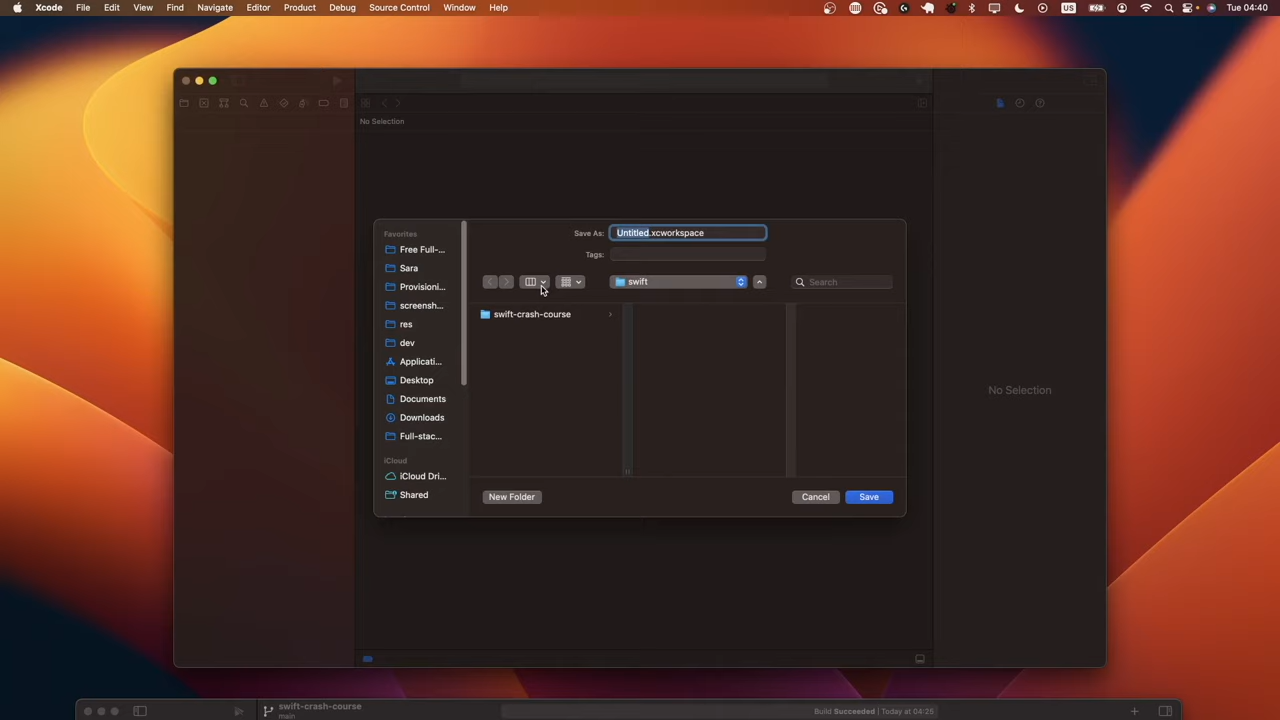 Xcode File Edit View Find Navigate Editor Product Debug Source Control Window Help US Tue 04:40
No Selection
Favorites
Free Full-...
Sara
Provisioni...
screensh...
res
dev
Applicati...
Desktop
Documents
Downloads
Full-stac...
iCloud
iCloud Dri...
Shared
Save As: Untitled.xcworkspace
Tags:
swift Search
swift-crash-course
New Folder Cancel Save
No Selection
swift-crash-course
main
Build Succeeded | Today at 04:25